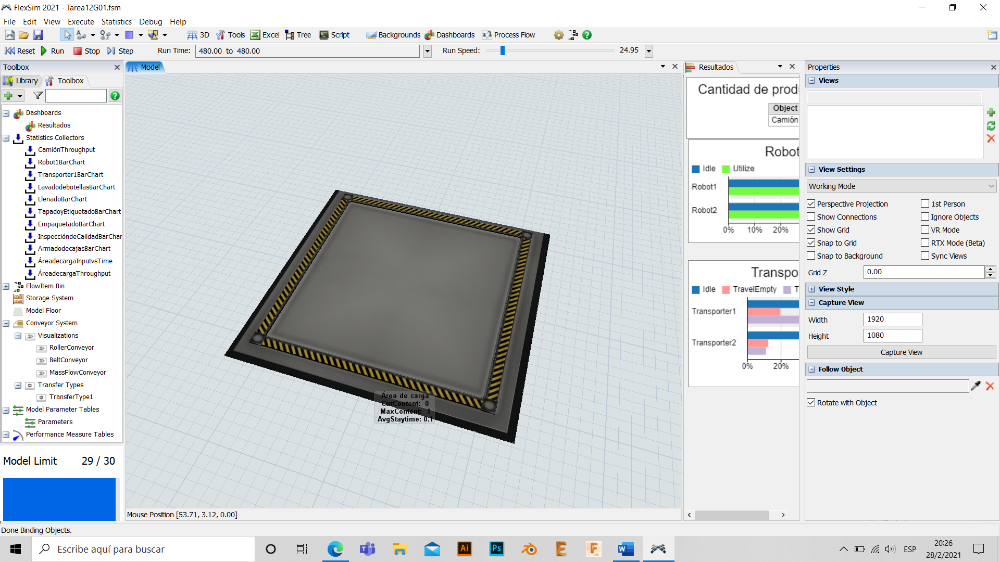 FlexSim 2021 - Tarea12G01.fsm
File Edit View Execute Statistics Debug Help
3D Tools Excel Tree Script Backgrounds Dashboards Process Flow
Reset Run Stop Step Run Time: 480.00 to 480.00 Run Speed: 24.95
Toolbox
Library Toolbox
Dashboards
Resultados
Statistics Collectors
CamiónThroughput
Robot1BarChart
Transporter1BarChart
LavadodebotellasBarChart
LlenadoBarChart
TapadoyEtiquetadoBarChart
EmpaquetadoBarChart
InspeccióndeCalidadBarChar
ArmadodecajasBarChart
ÁreadecargaInputvsTime
ÁreadecargaThroughput
FlowItem Bin
Storage System
Model Floor
Conveyor System
Visualizations
RollerConveyor
BeltConveyor
MassFlowConveyor
Transfer Types
TransferType1
Model Parameter Tables
Parameters
Performance Measure Tables
Model Limit 29 / 30
Model
Área de carga
CurContent: 0
MaxContent: 1
AvgStaytime: 0.1
Mouse Position [53.71, 3.12, 0.00]
Resultados
Cantidad de produ
Object
Camión
Robot
Idle Utilize
Robot1
Robot2
0% 10% 20%
Transpo
Idle TravelEmpty T
Transporter1
Transporter2
0% 20%
Properties
Views
View Settings
Working Mode
Perspective Projection 1st Person
Show Connections Ignore Objects
Show Grid VR Mode
Snap to Grid RTX Mode (Beta)
Snap to Background Sync Views
Grid Z 0.00
View Style
Capture View
Width 1920
Height 1080
Capture View
Follow Object
Rotate with Object
Done Binding Objects.
Escribe aquí para buscar
Ai Ps
ESP
20:26
28/2/2021